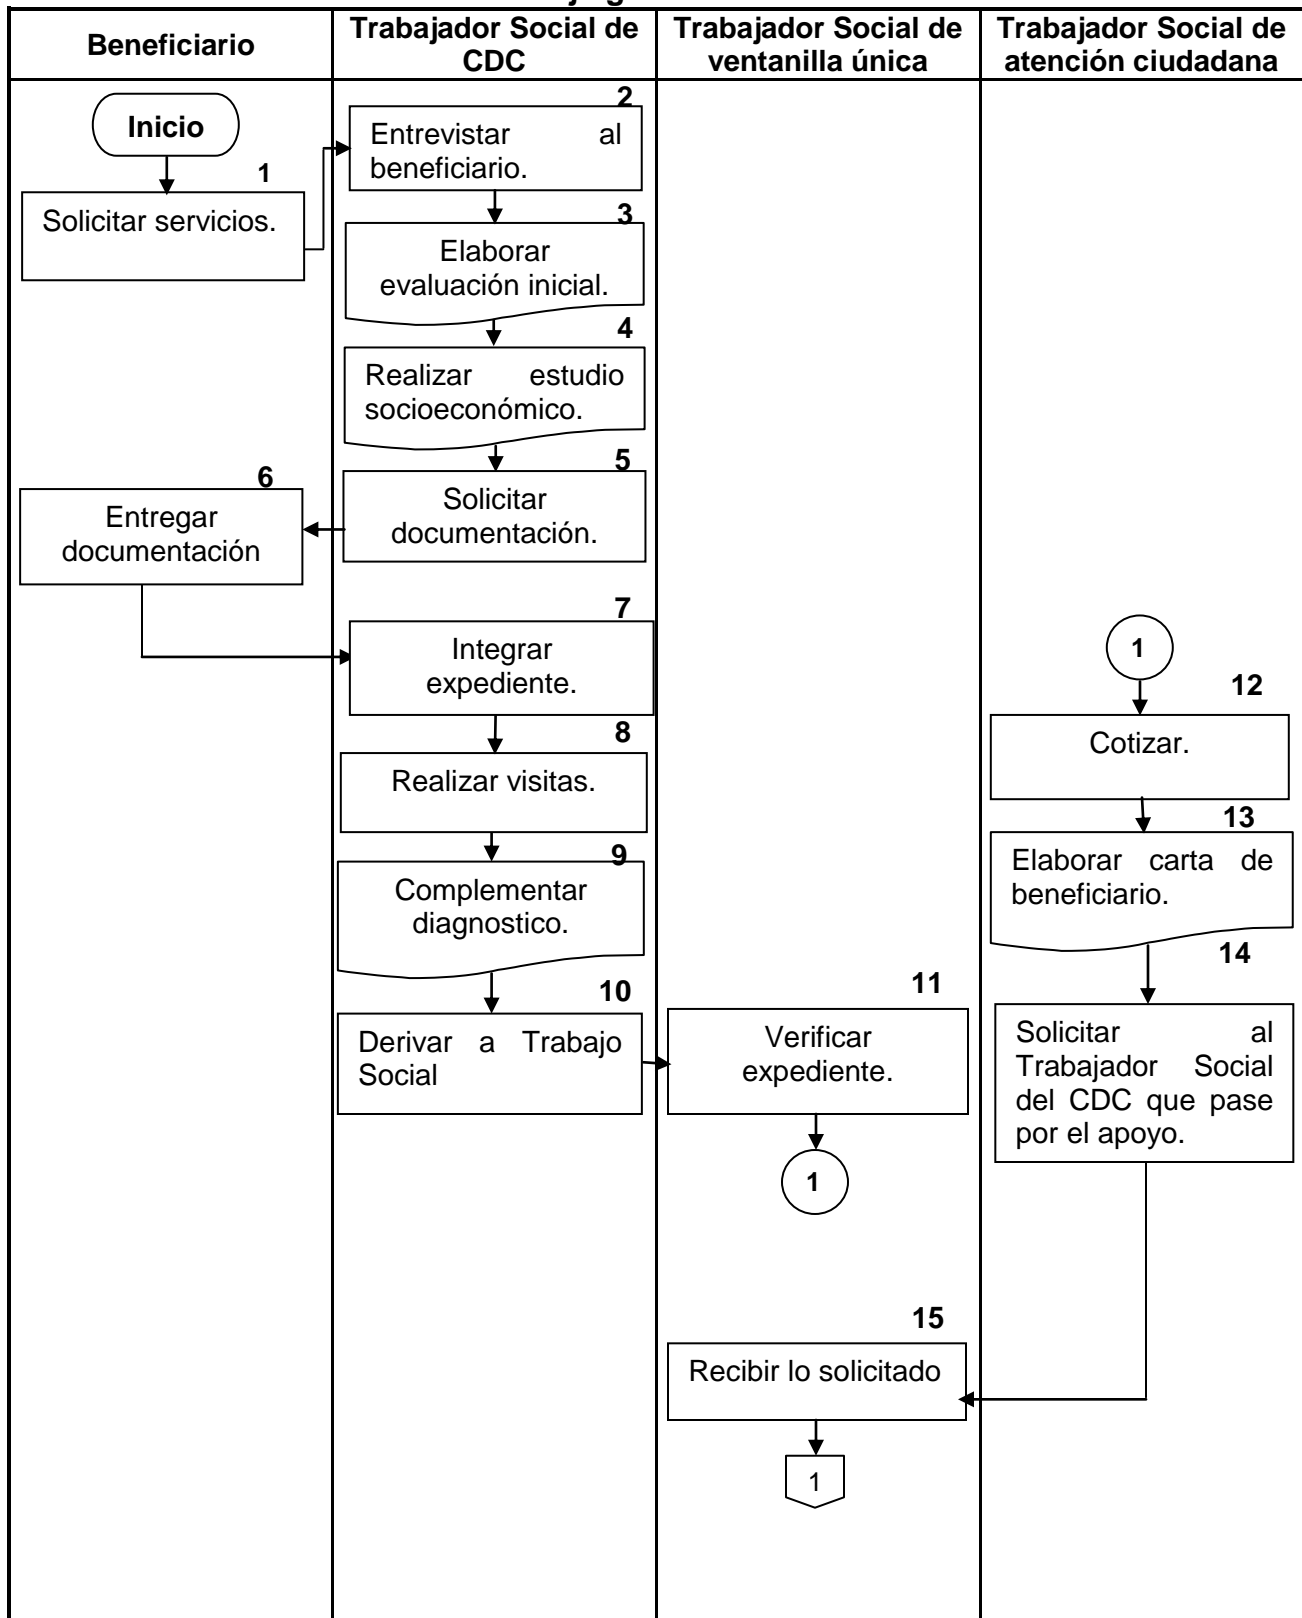 Beneficiario
Trabajador Social de
CDC
Trabajador Social de
ventanilla única
Trabajador Social de
atención ciudadana
Inicio
1
Solicitar servicios.
2
Entrevistar al
beneficiario.
3
Elaborar
evaluación inicial.
4
Realizar estudio
socioeconómico.
5
Solicitar
documentación.
6
Entregar
documentación
7
Integrar
expediente.
8
Realizar visitas.
9
Complementar
diagnostico.
10
Derivar a Trabajo
Social
11
Verificar
expediente.
1
1
12
Cotizar.
13
Elaborar carta de
beneficiario.
14
Solicitar al
Trabajador Social
del CDC que pase
por el apoyo.
15
Recibir lo solicitado
1